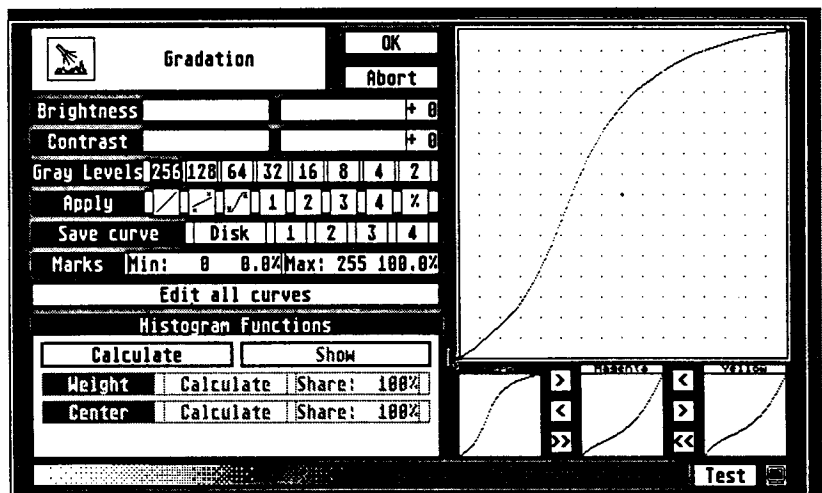 Gradation
OK
Abort
Brightness + 0
Contrast + 0
Gray Levels 256 128 64 32 16 8 4 2
Apply 1 2 3 4 %
Save curve Disk 1 2 3 4
Marks Min: 0 0.0% Max: 255 100.0%
Edit all curves
Histogram Functions
Calculate Show
Weight Calculate Share: 100%
Center Calculate Share: 100%
Magenta Yellow
> <
< >
>> <<
Test